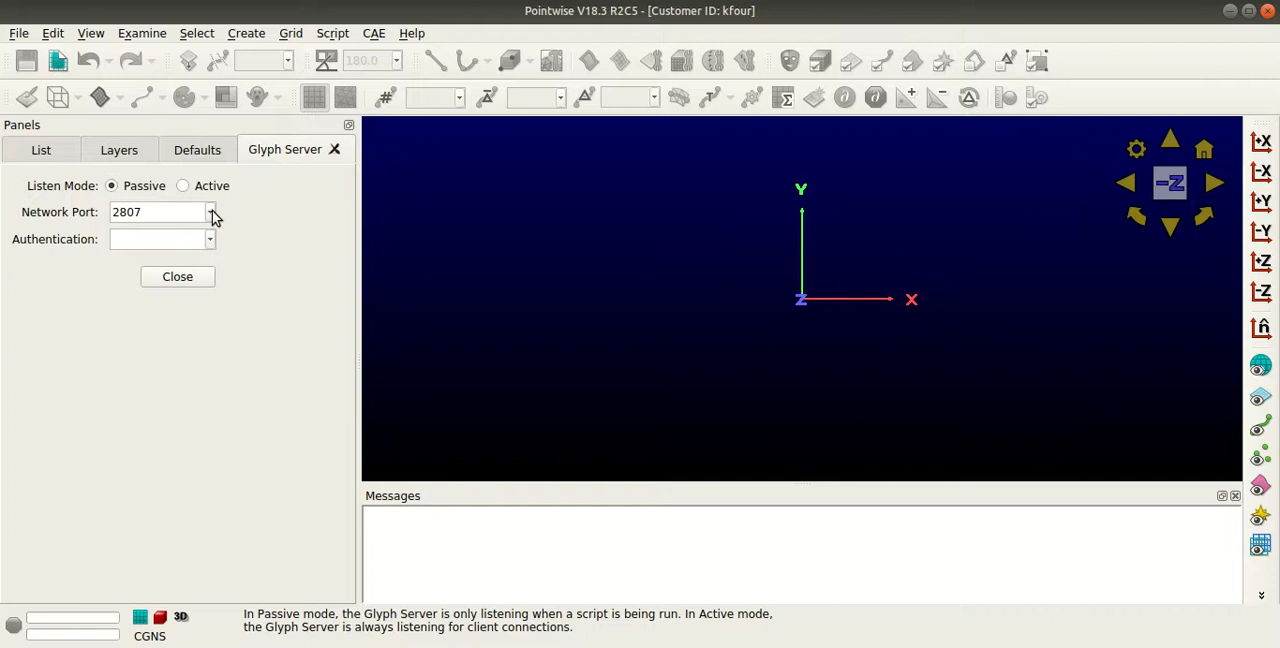 Pointwise V18.3 R2C5 - [Customer ID: kfour]
File Edit View Examine Select Create Grid Script CAE Help
180.0
Panels
List Layers Defaults Glyph Server
Listen Mode: Passive Active
Network Port: 2807
Authentication:
Close
Y
Z X
-Z
+X
-X
+Y
-Y
+Z
-Z
n̂
Messages
3D
CGNS
In Passive mode, the Glyph Server is only listening when a script is being run. In Active mode,
the Glyph Server is always listening for client connections.